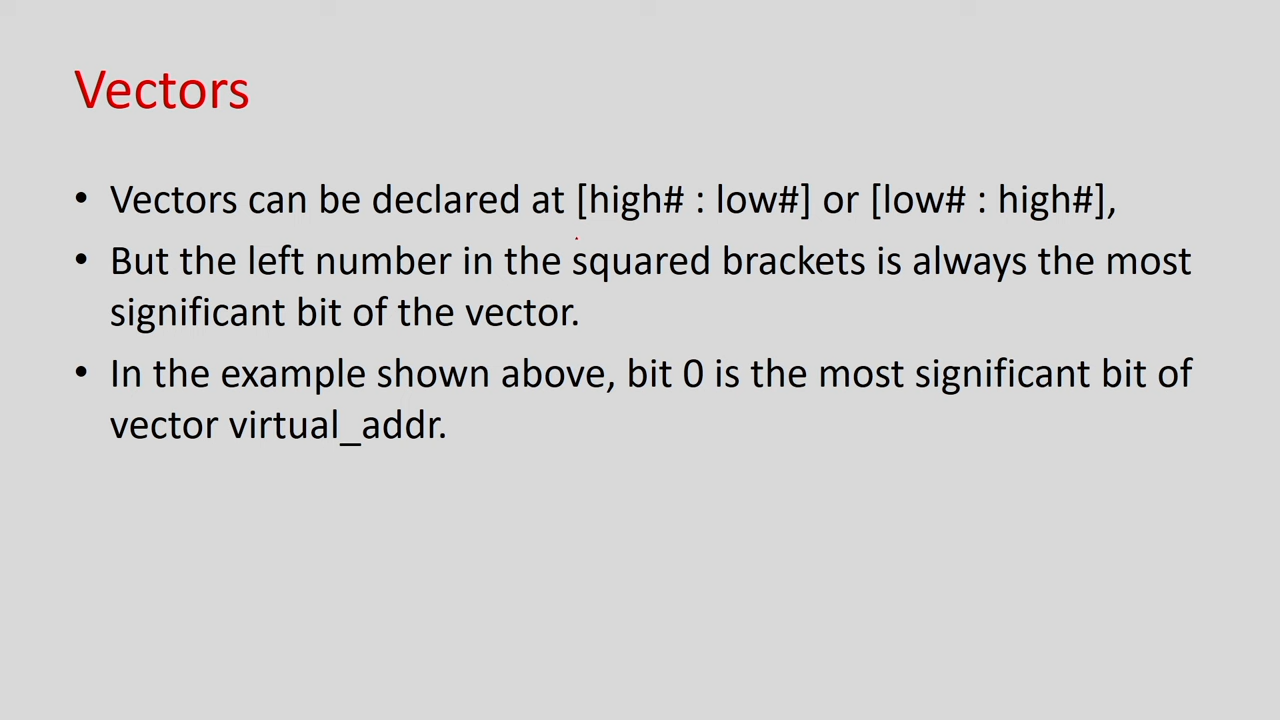 Vectors
• Vectors can be declared at [high# : low#] or [low# : high#],
• But the left number in the squared brackets is always the most
significant bit of the vector.
• In the example shown above, bit 0 is the most significant bit of
vector virtual_addr.